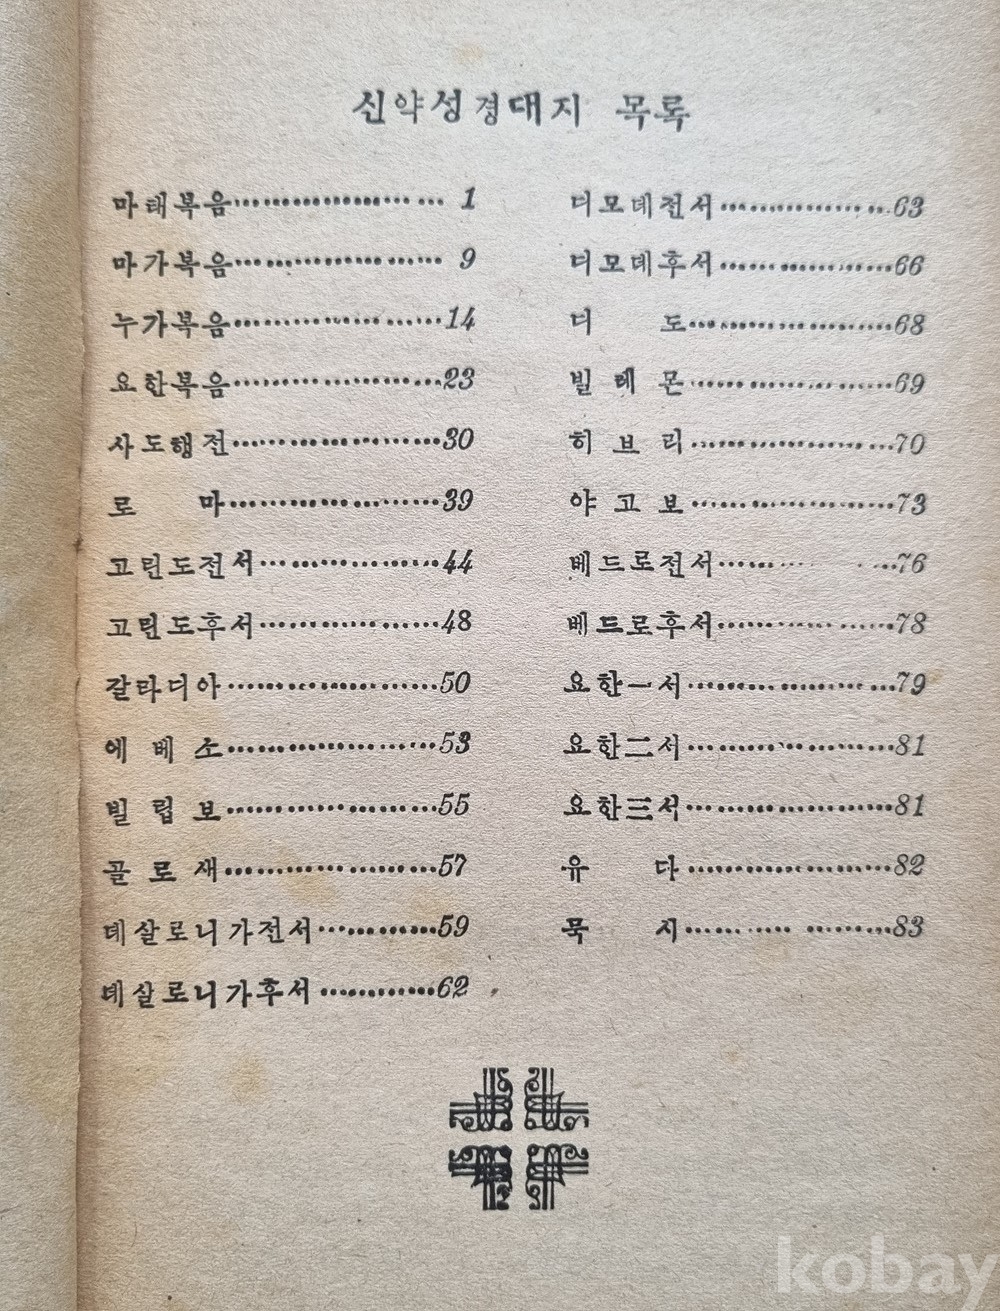 신약성경대지 목록
마태복음 1
마가복음 9
누가복음 14
요한복음 23
사도행전 30
로 마 39
고린도전서 44
고린도후서 48
갈라디아 50
에 베 소 53
빌 립 보 55
골 로 새 57
데살로니가전서 59
데살로니가후서 62
디모데전서 63
디모데후서 66
디 도 68
빌 레 몬 69
히 브 리 70
야 고 보 73
베드로전서 76
베드로후서 78
요한一서 79
요한二서 81
요한三서 81
유 다 82
묵 시 83
kobay